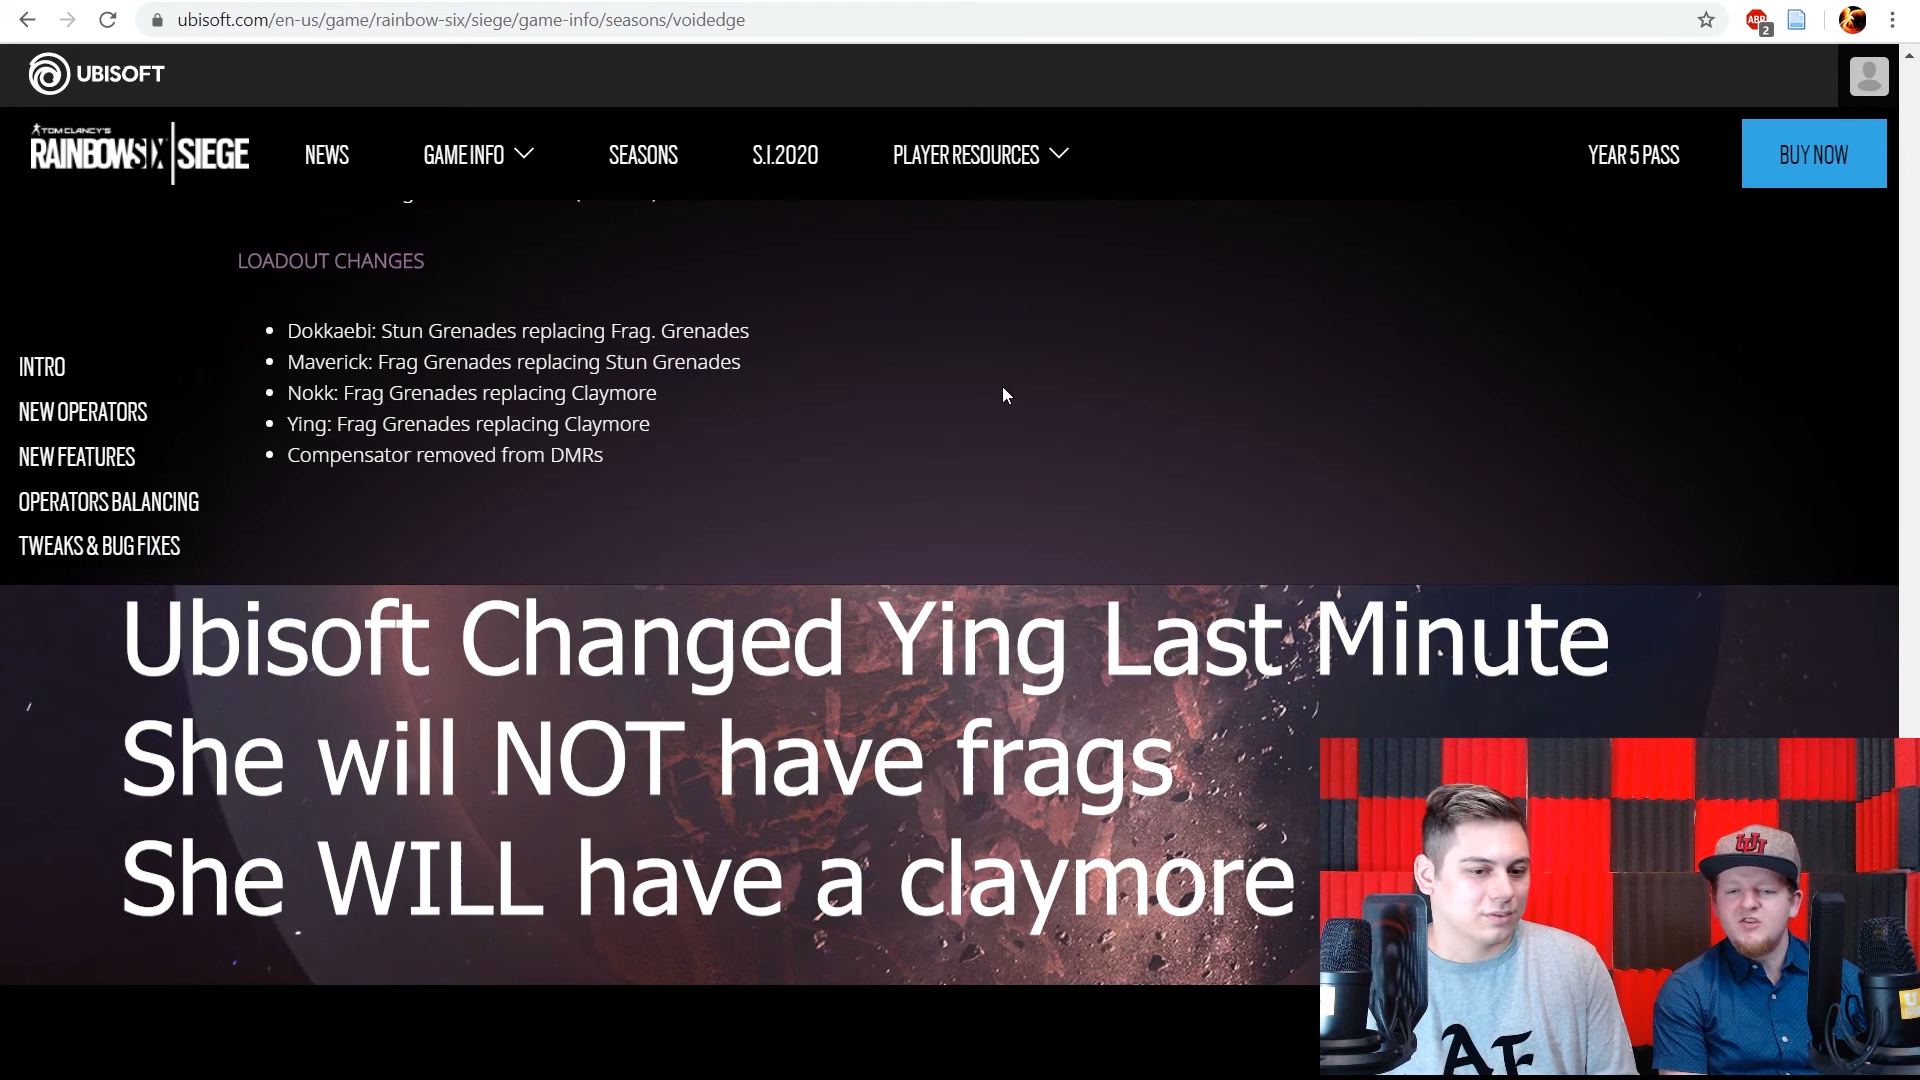 ubisoft.com/en-us/game/rainbow-six/siege/game-info/seasons/voidedge
ABP
2
UBISOFT
TOM CLANCY'S
RAINBOW SIX | SIEGE
NEWS
GAME INFO
SEASONS
S.I.2020
PLAYER RESOURCES
YEAR 5 PASS
BUY NOW
LOADOUT CHANGES
• Dokkaebi: Stun Grenades replacing Frag. Grenades
• Maverick: Frag Grenades replacing Stun Grenades
• Nokk: Frag Grenades replacing Claymore
• Ying: Frag Grenades replacing Claymore
• Compensator removed from DMRs
INTRO
NEW OPERATORS
NEW FEATURES
OPERATORS BALANCING
TWEAKS & BUG FIXES
Ubisoft Changed Ying Last Minute
She will NOT have frags
She WILL have a claymore
AF